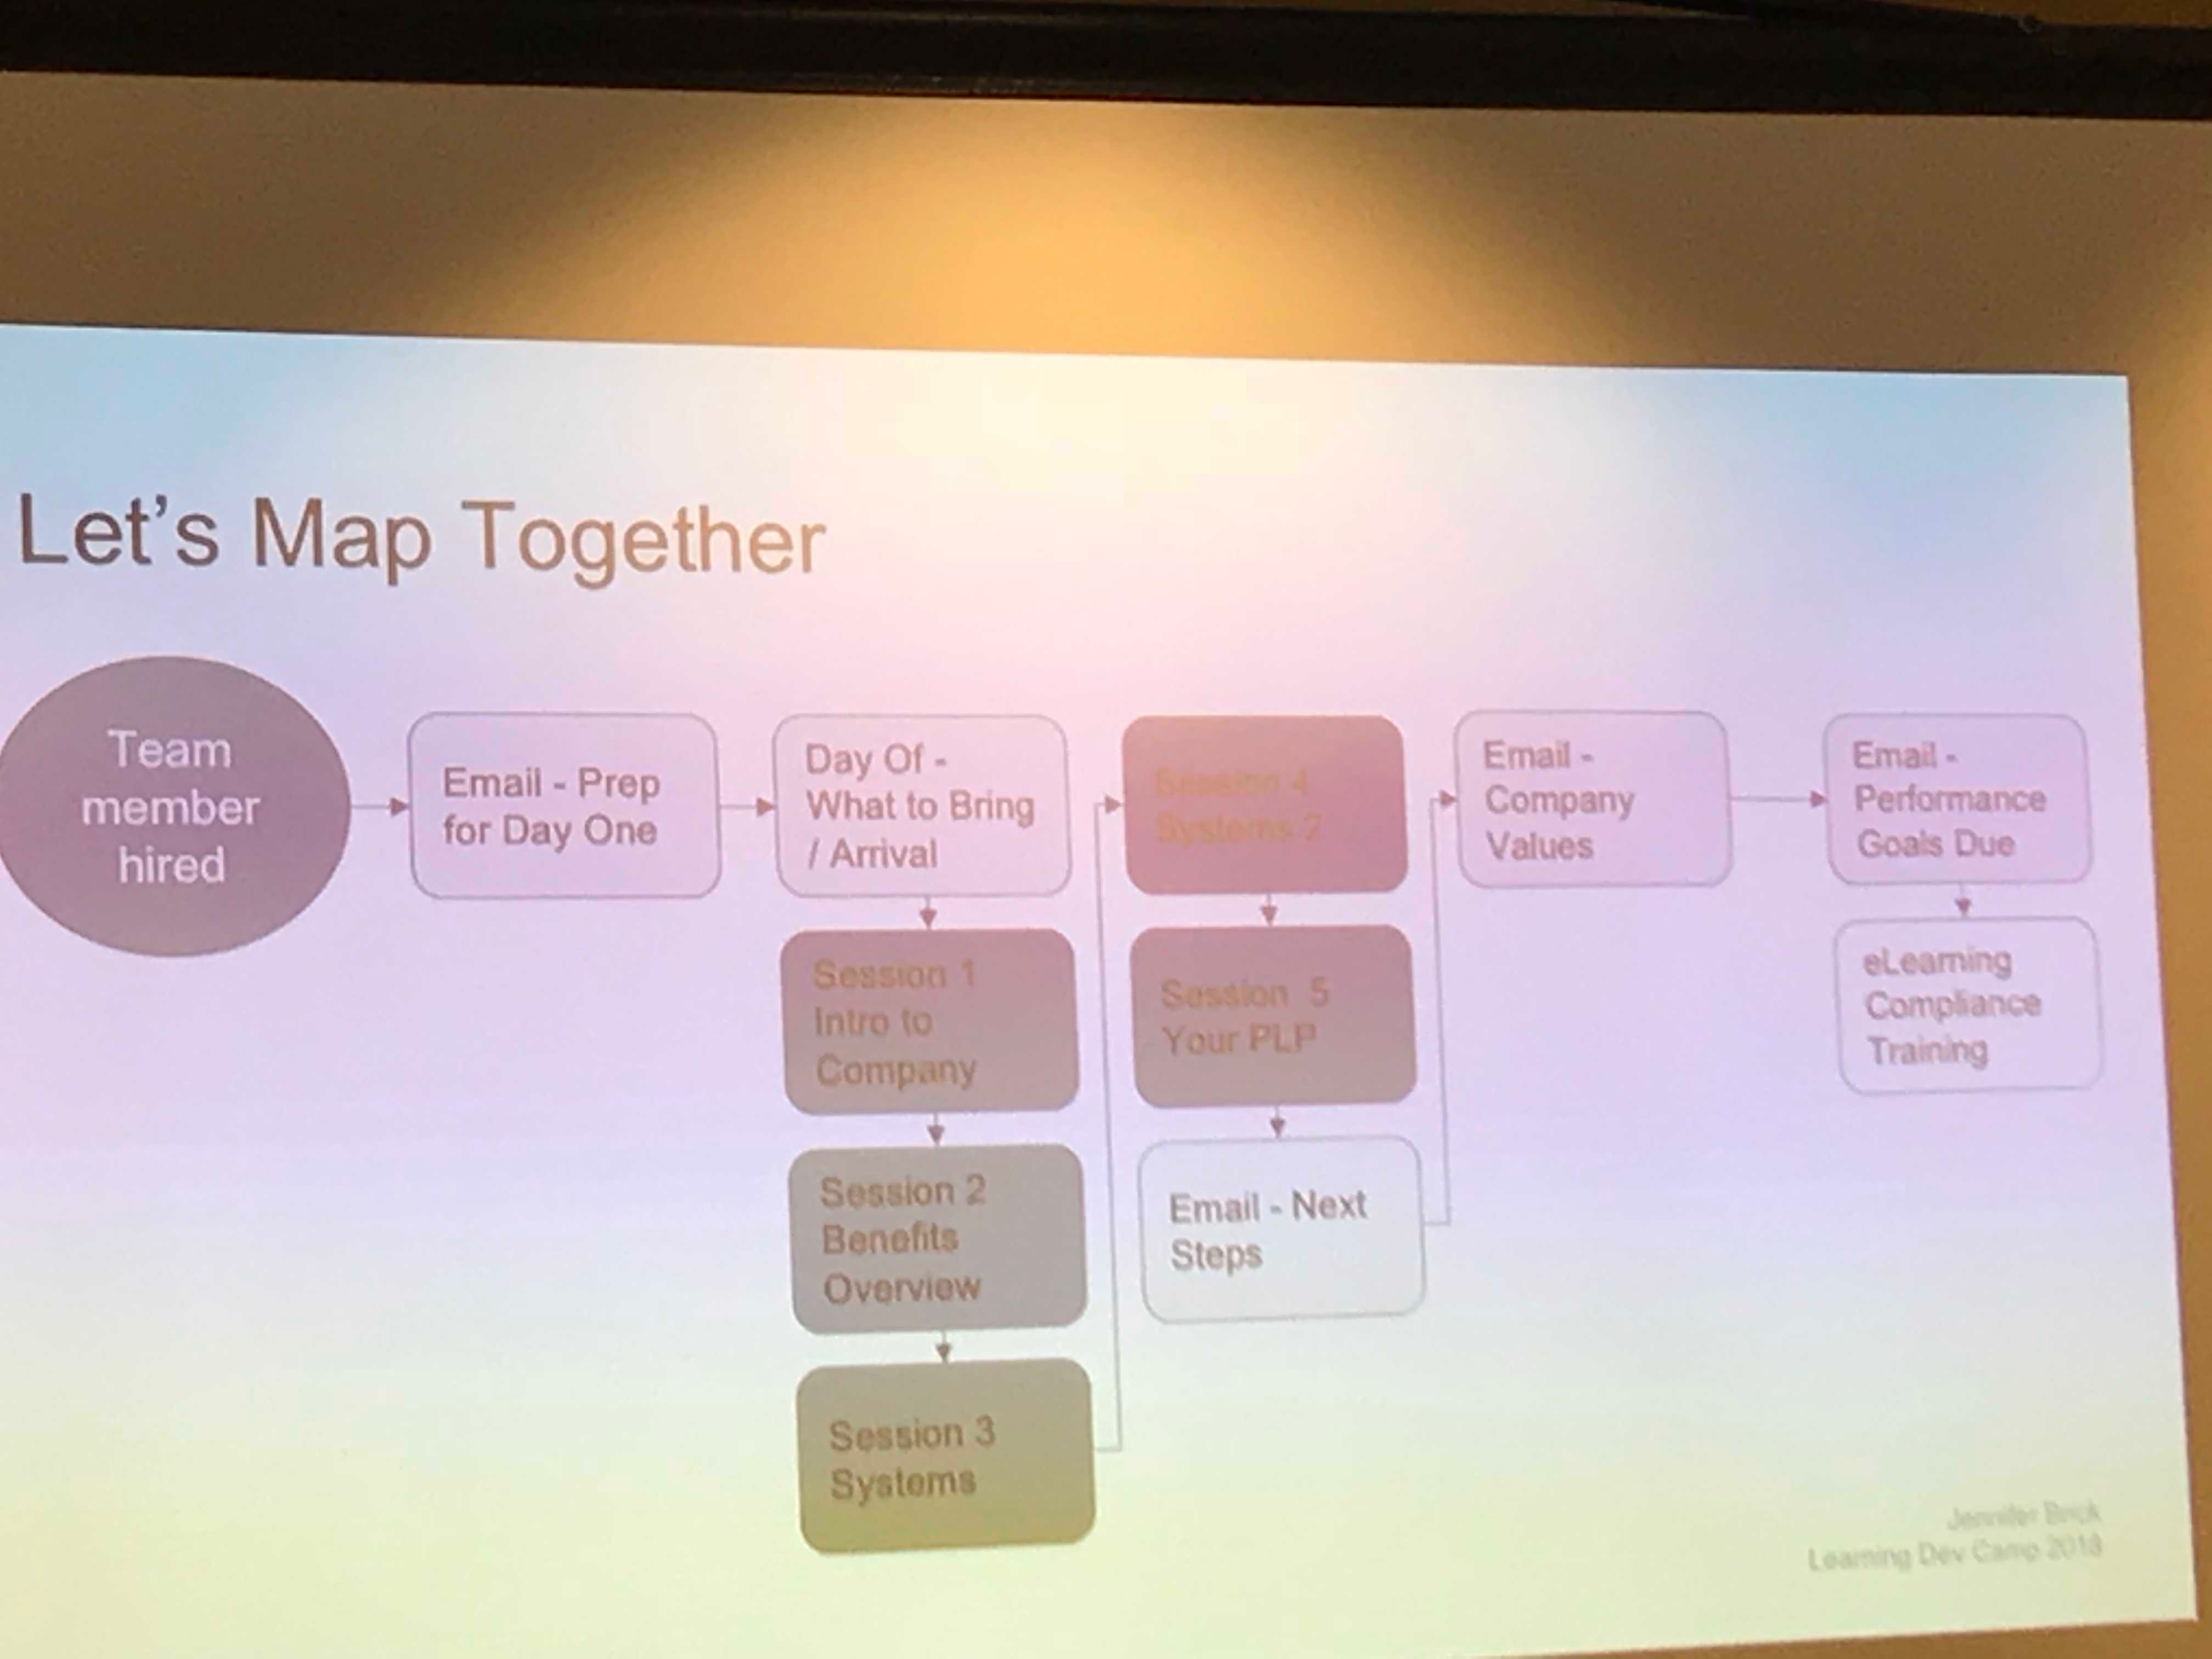 Let's Map Together
Team
member
hired
Email - Prep
for Day One
Day Of -
What to Bring
/ Arrival
Session 1
Intro to
Company
Session 2
Benefits
Overview
Session 3
Systems
Session 4
Systems 2
Session 5
Your PLP
Email - Next
Steps
Email -
Company
Values
Email -
Performance
Goals Due
eLearning
Compliance
Training
Jennifer
Learning Dev Camp 2018